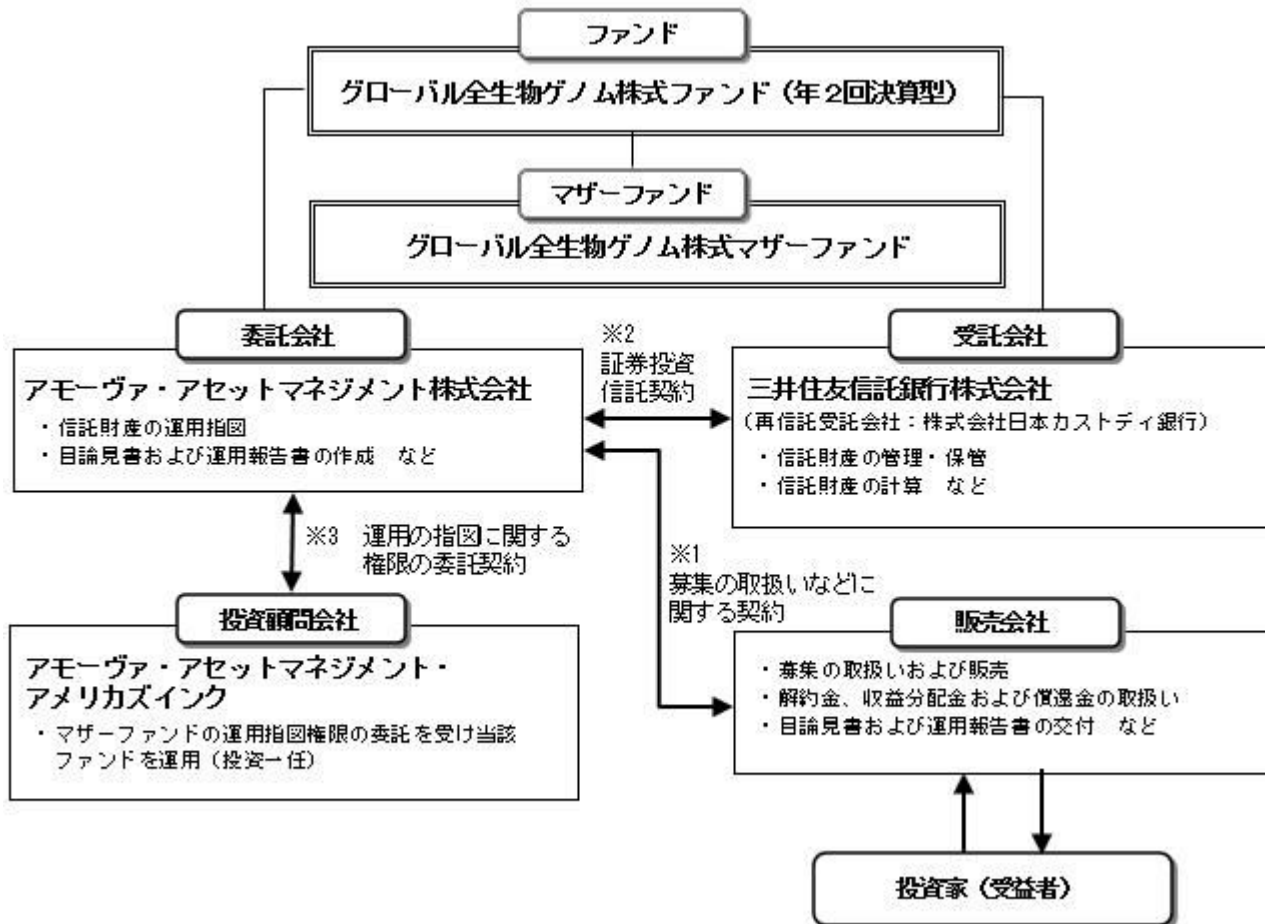 ファンド
グローバル全生物ゲノム株式ファンド（年２回決算型）
マザーファンド
グローバル全生物ゲノム株式マザーファンド
委託会社
アモーヴァ・アセットマネジメント株式会社
・信託財産の運用指図
・目論見書および運用報告書の作成　など
※2
証券投資
信託契約
受託会社
三井住友信託銀行株式会社
（再信託受託会社：株式会社日本カストディ銀行）
・信託財産の管理・保管
・信託財産の計算　など
※3　運用の指図に関する
権限の委託契約
※1
募集の取扱いなどに
関する契約
投資顧問会社
アモーヴァ・アセットマネジメント・
アメリカズインク
・マザーファンドの運用指図権限の委託を受け当該
ファンドを運用（投資一任）
販売会社
・募集の取扱いおよび販売
・解約金、収益分配金および償還金の取扱い
・目論見書および運用報告書の交付　など
投資家（受益者）